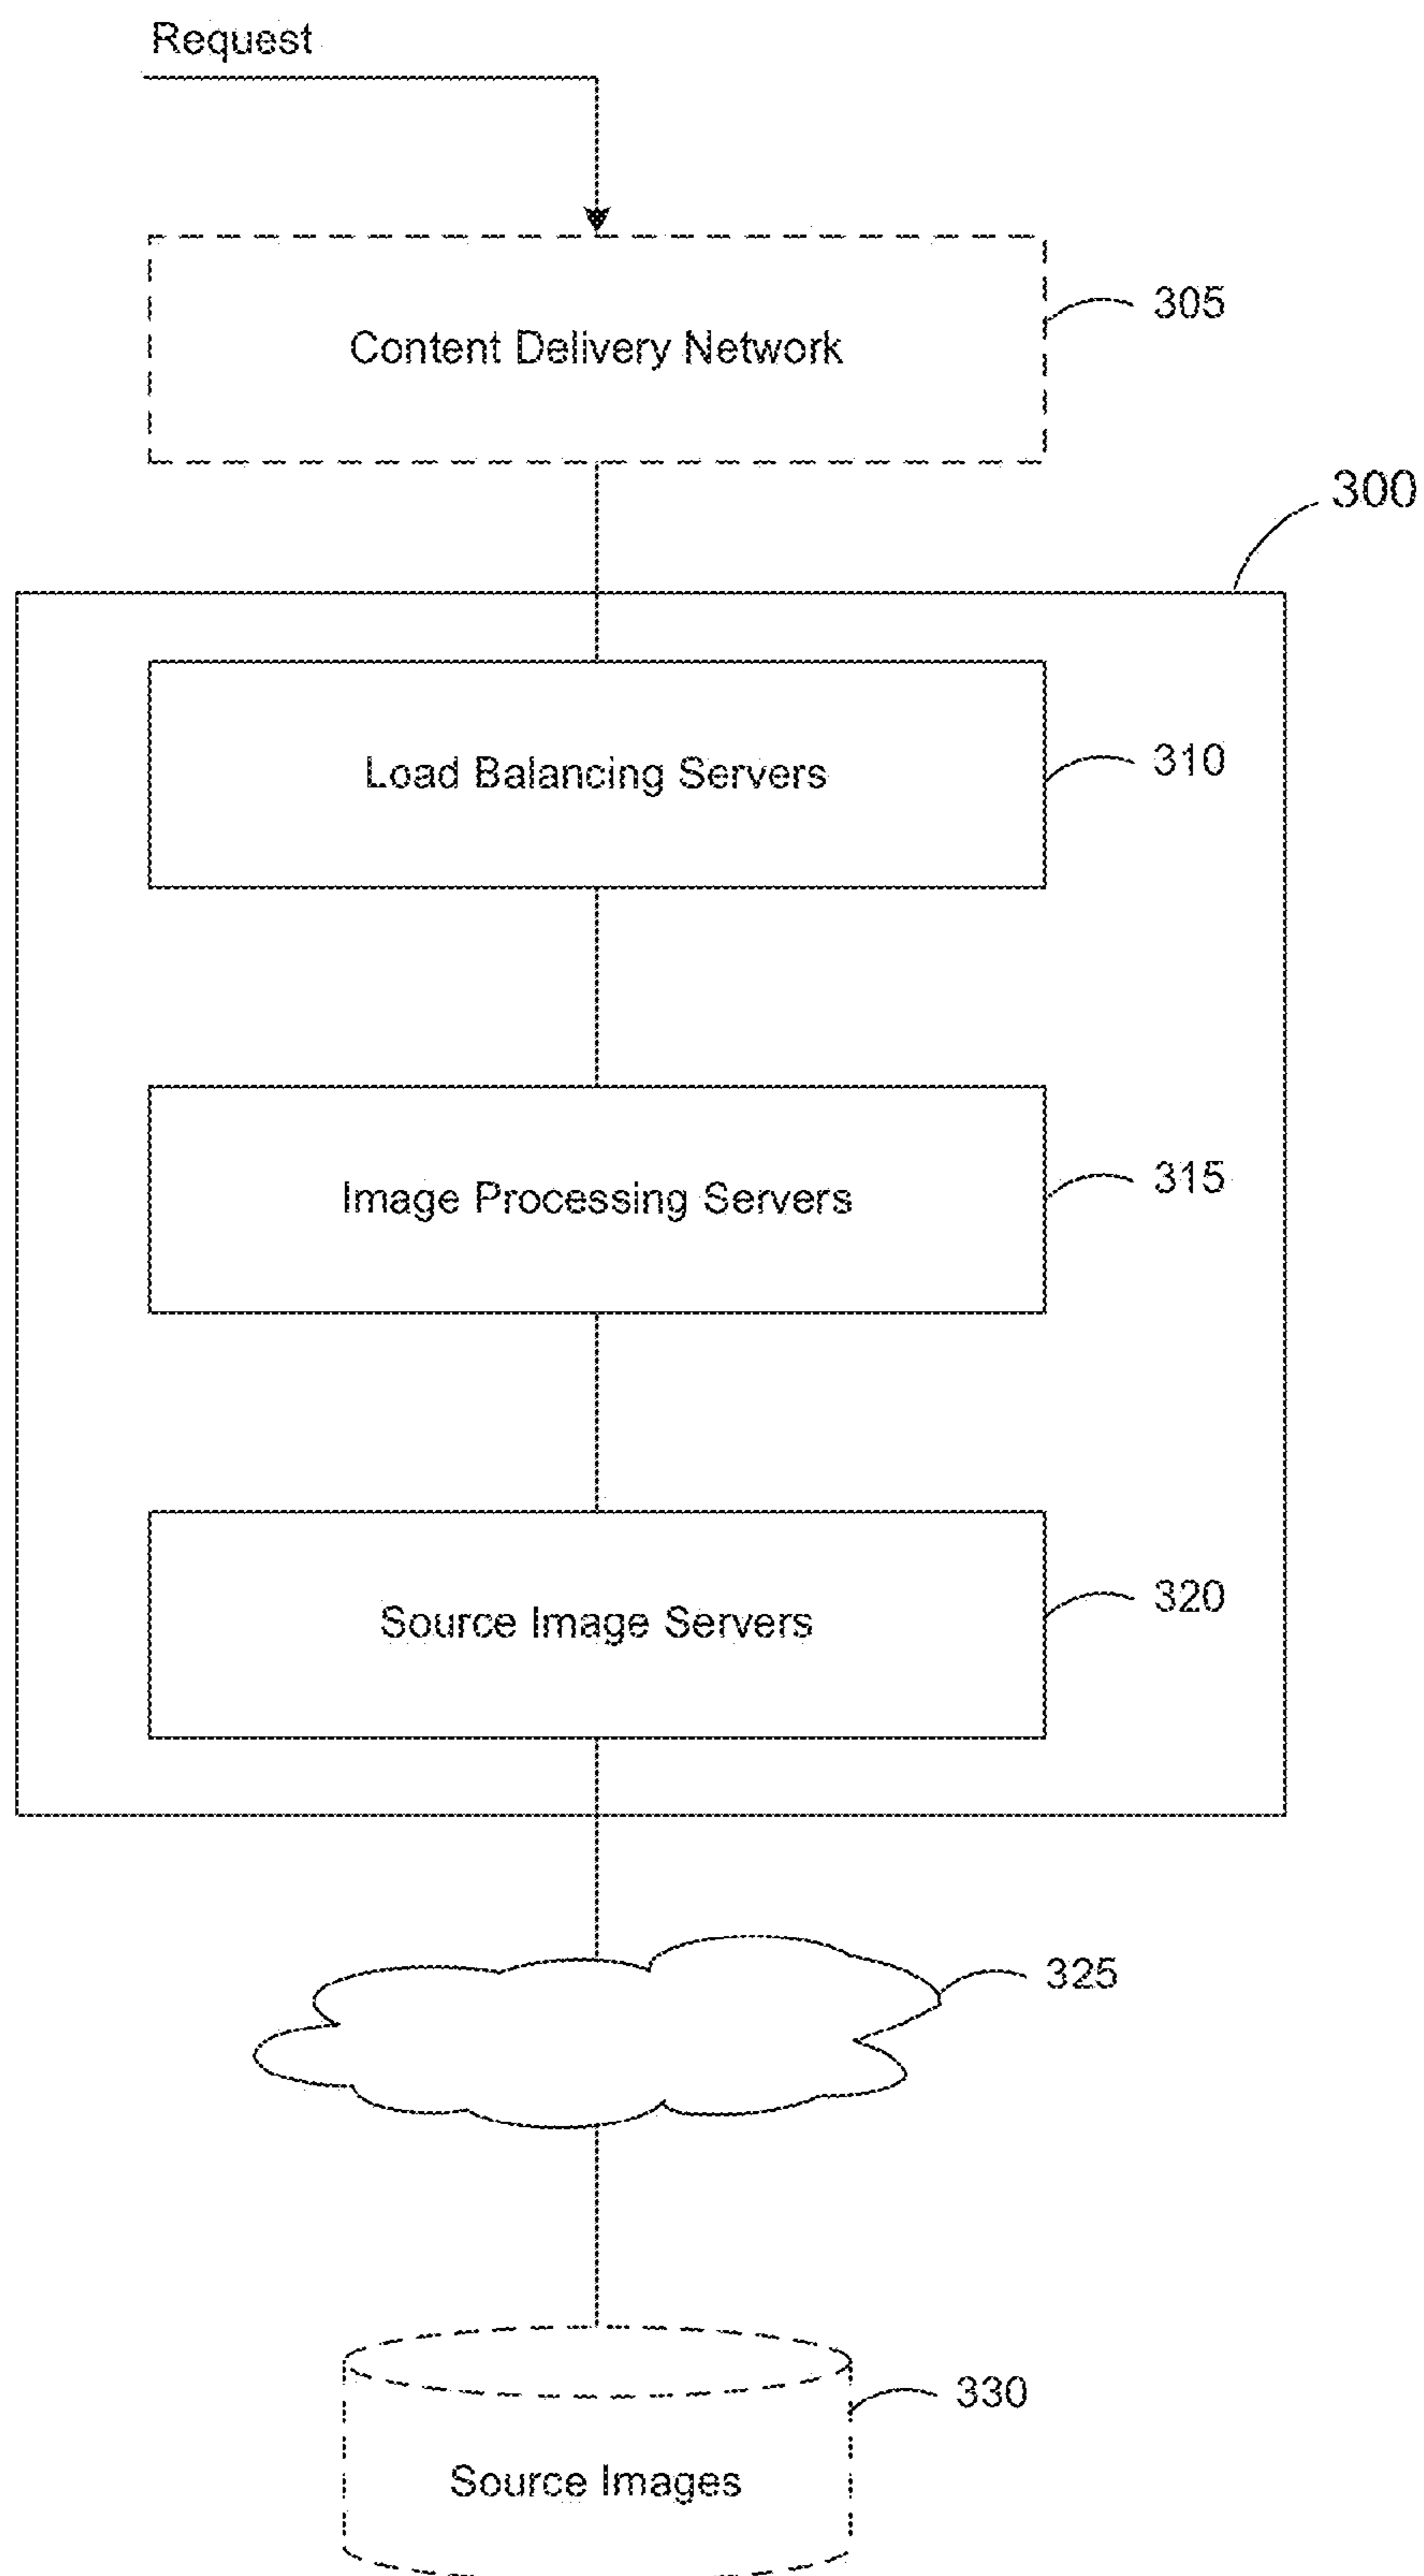 Request
Content Delivery Network
305
300
Load Balancing Servers
310
Image Processing Servers
315
Source Image Servers
320
325
330
Source Images